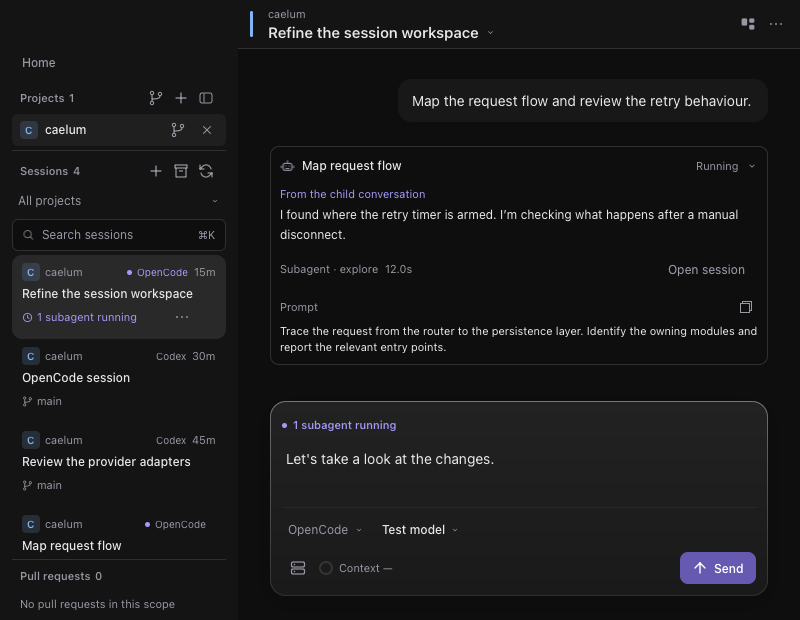 Home
Projects 1
C caelum
Sessions 4
All projects
Search sessions ⌘K
C caelum • OpenCode 15m
Refine the session workspace
1 subagent running ...
C caelum Codex 30m
OpenCode session
main
C caelum Codex 45m
Review the provider adapters
main
C caelum • OpenCode
Map request flow
Pull requests 0
No pull requests in this scope
caelum
Refine the session workspace
Map the request flow and review the retry behaviour.
Map request flow Running
From the child conversation
I found where the retry timer is armed. I’m checking what happens after a manual
disconnect.
Subagent · explore 12.0s Open session
Prompt
Trace the request from the router to the persistence layer. Identify the owning modules and
report the relevant entry points.
• 1 subagent running
Let's take a look at the changes.
OpenCode Test model
Context —
Send